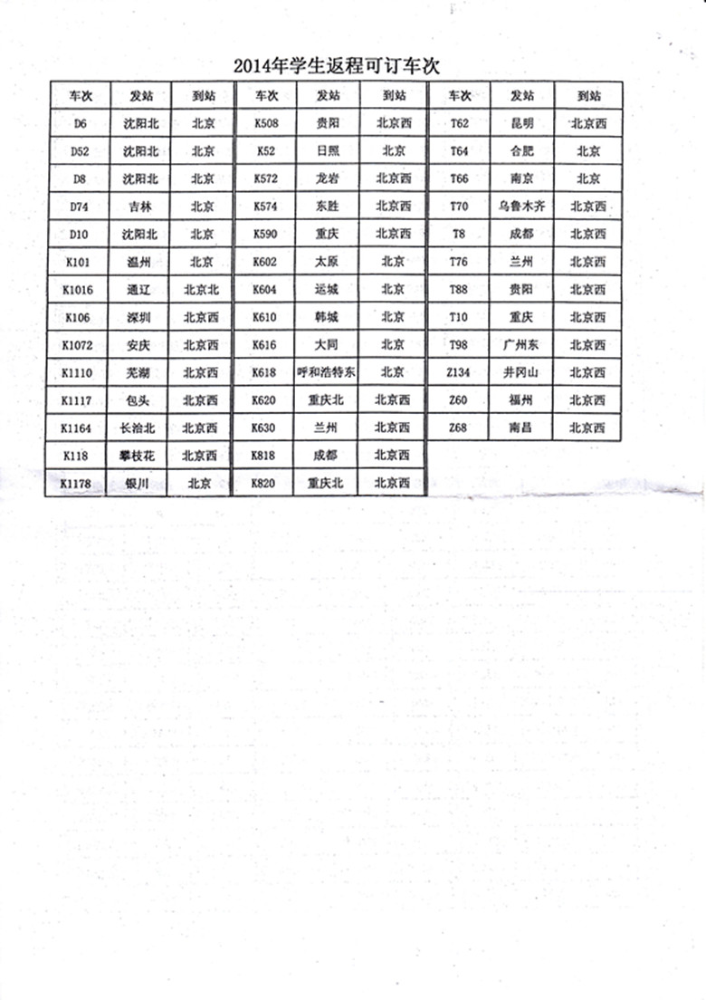 2014年学生返程可订车次
车次 发站 到站 车次 发站 到站 车次 发站 到站
D6 沈阳北 北京 K508 贵阳 北京西 T62 昆明 北京西
D52 沈阳北 北京 K52 日照 北京 T64 合肥 北京
D8 沈阳北 北京 K572 龙岩 北京西 T66 南京 北京
D74 吉林 北京 K574 东胜 北京西 T70 乌鲁木齐 北京西
D10 沈阳北 北京 K590 重庆 北京西 T8 成都 北京西
K101 温州 北京 K602 太原 北京 T76 兰州 北京西
K1016 通辽 北京北 K604 运城 北京 T88 贵阳 北京西
K106 深圳 北京西 K610 韩城 北京 T10 重庆 北京西
K1072 安庆 北京西 K616 大同 北京 T98 广州东 北京西
K1110 芜湖 北京西 K618 呼和浩特东 北京 Z134 井冈山 北京西
K1117 包头 北京西 K620 重庆北 北京西 Z60 福州 北京西
K1164 长治北 北京西 K630 兰州 北京西 Z68 南昌 北京西
K118 攀枝花 北京西 K818 成都 北京西
K1178 银川 北京 K820 重庆北 北京西